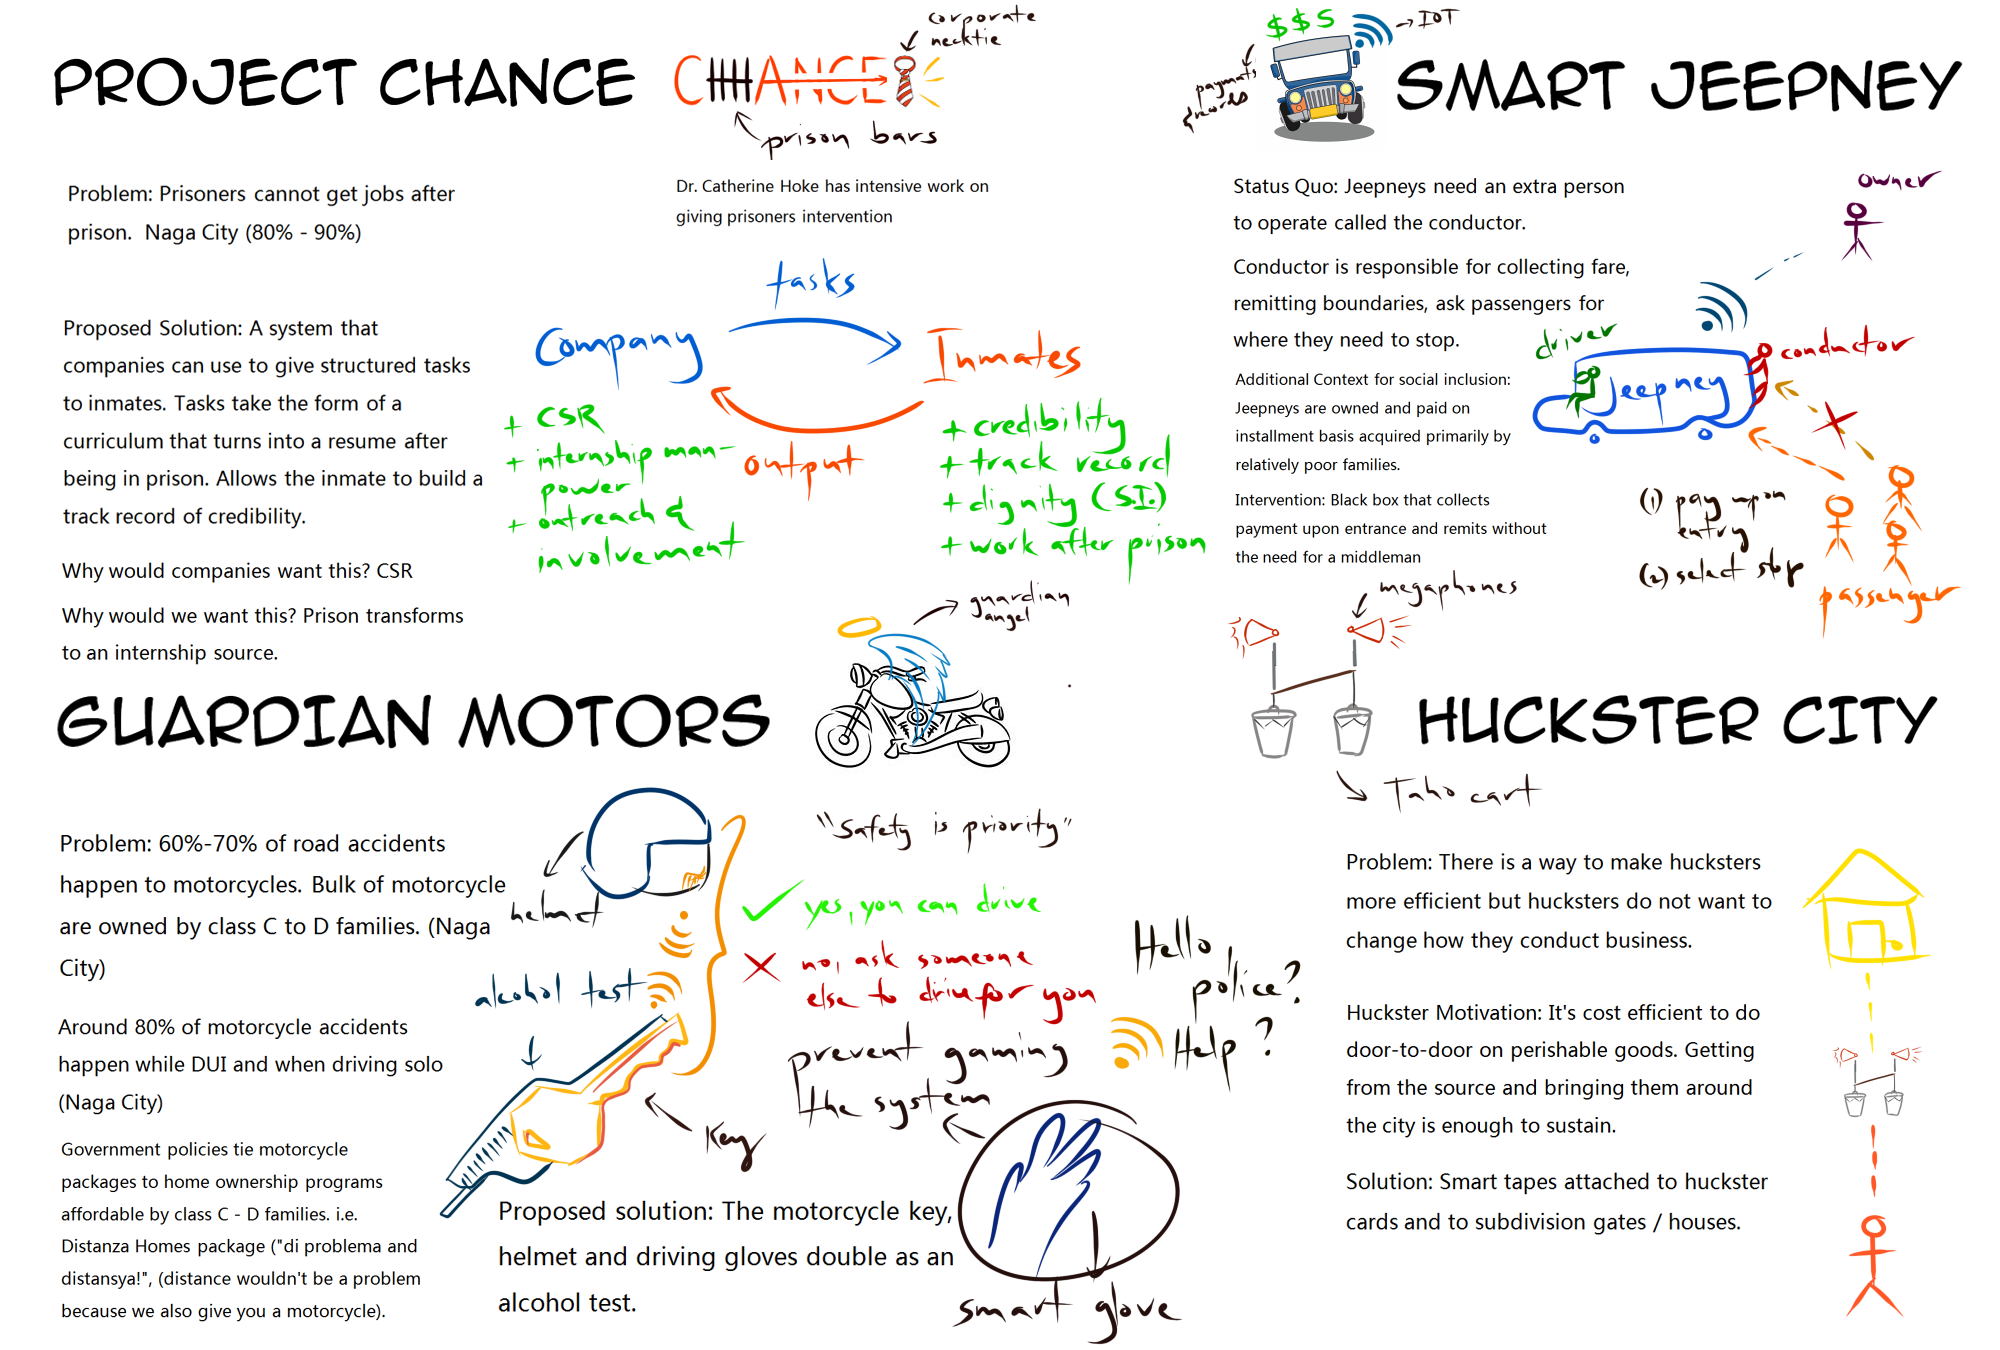 PROJECT CHANCE
CHANCE
corporate
necktie
prison bars
Problem: Prisoners cannot get jobs after
prison. Naga City (80% - 90%)
Dr. Catherine Hoke has intensive work on
giving prisoners intervention
Proposed Solution: A system that
companies can use to give structured tasks
to inmates. Tasks take the form of a
curriculum that turns into a resume after
being in prison. Allows the inmate to build a
track record of credibility.
Why would companies want this? CSR
Why would we want this? Prison transforms
to an internship source.
tasks
Company
Inmates
output
+ CSR
+ internship man-
power
+ outreach &
involvement
+ credibility
+ track record
+ dignity (S.I.)
+ work after prison
SMART JEEPNEY
$$$
→ IOT
payments
& records
Status Quo: Jeepneys need an extra person
to operate called the conductor.
Conductor is responsible for collecting fare,
remitting boundaries, ask passengers for
where they need to stop.
Additional Context for social inclusion:
Jeepneys are owned and paid on
installment basis acquired primarily by
relatively poor families.
Intervention: Black box that collects
payment upon entrance and remits without
the need for a middleman
owner
driver
conductor
Jeepney
(1) pay upon
entry
(2) select stop
passenger
GUARDIAN MOTORS
guardian
angel
"Safety is priority"
Problem: 60%-70% of road accidents
happen to motorcycles. Bulk of motorcycle
are owned by class C to D families. (Naga
City)
Around 80% of motorcycle accidents
happen while DUI and when driving solo
(Naga City)
Government policies tie motorcycle
packages to home ownership programs
affordable by class C - D families. i.e.
Distanza Homes package ("di problema and
distansya!", (distance wouldn't be a problem
because we also give you a motorcycle).
helmet
alcohol test
Key
yes, you can drive
no, ask someone
else to drive for you
prevent gaming
the system
Hello,
police?
Help?
smart glove
Proposed solution: The motorcycle key,
helmet and driving gloves double as an
alcohol test.
HUCKSTER CITY
megaphones
Taho cart
Problem: There is a way to make hucksters
more efficient but hucksters do not want to
change how they conduct business.
Huckster Motivation: It's cost efficient to do
door-to-door on perishable goods. Getting
from the source and bringing them around
the city is enough to sustain.
Solution: Smart tapes attached to huckster
cards and to subdivision gates / houses.